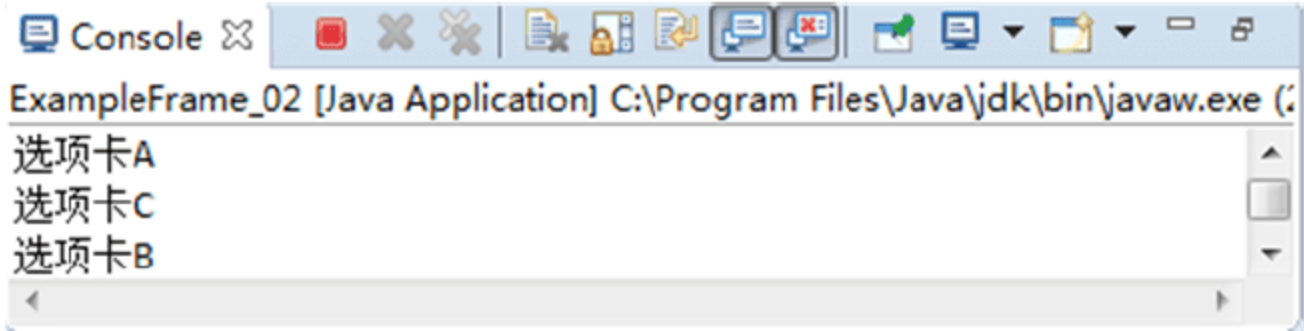 Console
ExampleFrame_02 [Java Application] C:\Program Files\Java\jdk\bin\javaw.exe (
选项卡A
选项卡C
选项卡B